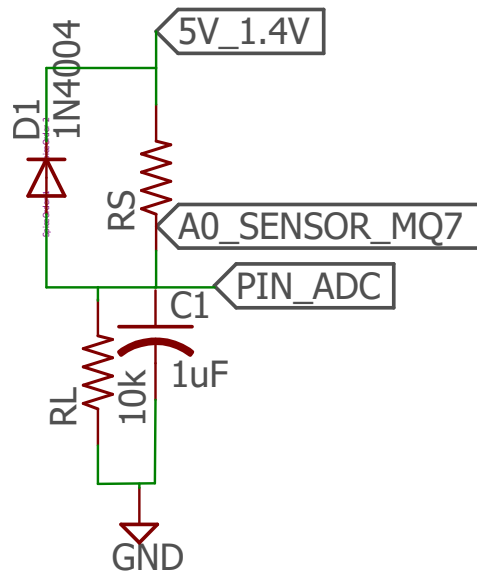 5V_1.4V
D1
1N4004
RS
A0_SENSOR_MQ7
PIN_ADC
C1
1uF
RL
10k
GND